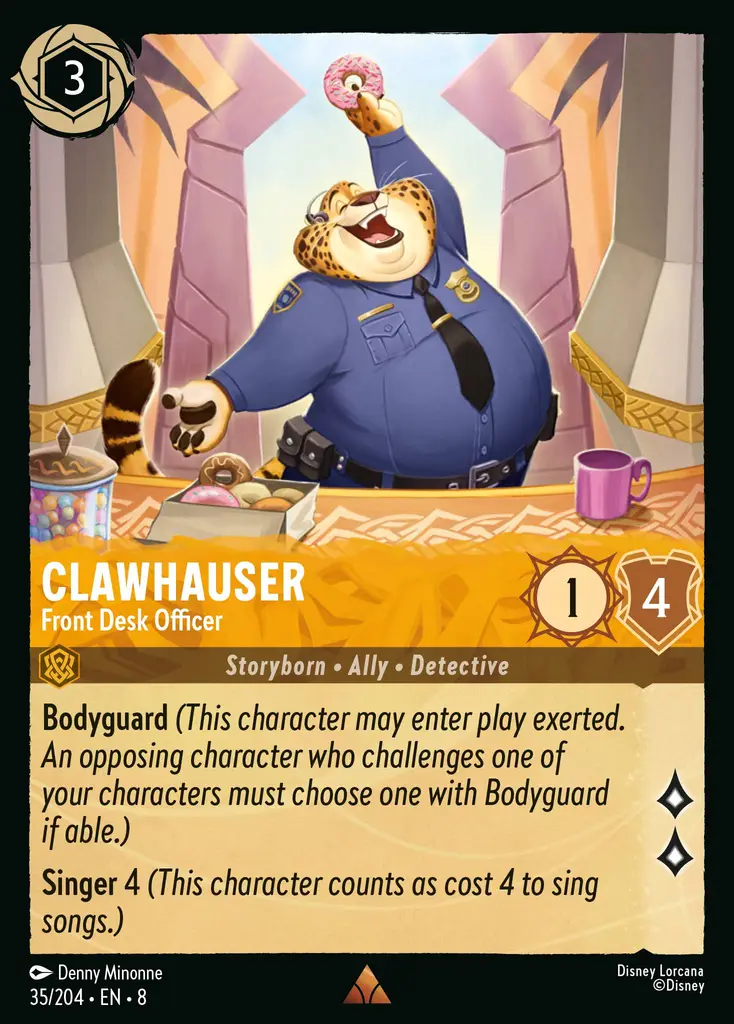 3
CLAWHAUSER
Front Desk Officer
1
4
Storyborn • Ally • Detective
Bodyguard (This character may enter play exerted.
An opposing character who challenges one of
your characters must choose one with Bodyguard
if able.)
Singer 4 (This character counts as cost 4 to sing
songs.)
Denny Minonne
35/204 • EN • 8
Disney Lorcana
©Disney